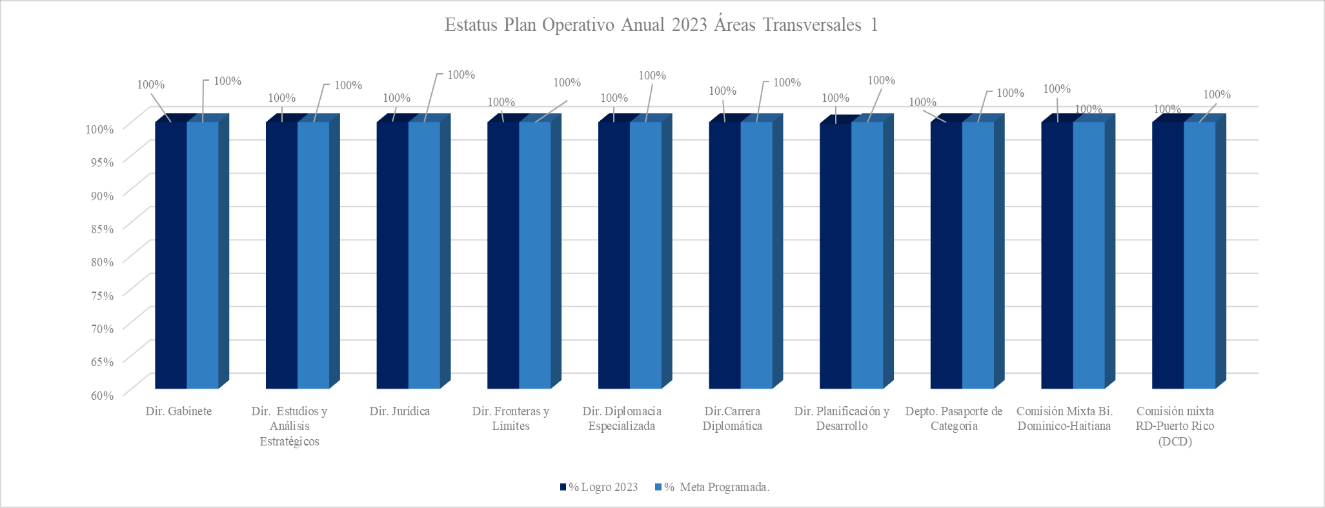 Estatus Plan Operativo Anual 2023 Áreas Transversales 1
100% 100% 100% 100% 100% 100% 100% 100% 100% 100% 100% 100% 100% 100% 100% 100% 100% 100% 100% 100%
100%
95%
90%
85%
80%
75%
70%
65%
60%
Dir. Gabinete
Dir. Estudios y
Análisis
Estratégicos
Dir. Jurídica
Dir. Fronteras y
Limites
Dir. Diplomacia
Especializada
Dir.Carrera
Diplomática
Dir. Planificación y
Desarrollo
Depto. Pasaporte de
Categoria
Comisión Mixta Bi.
Dominico-Haitiana
Comisión mixta
RD-Puerto Rico
(DCD)
% Logro 2023 % Meta Programada.